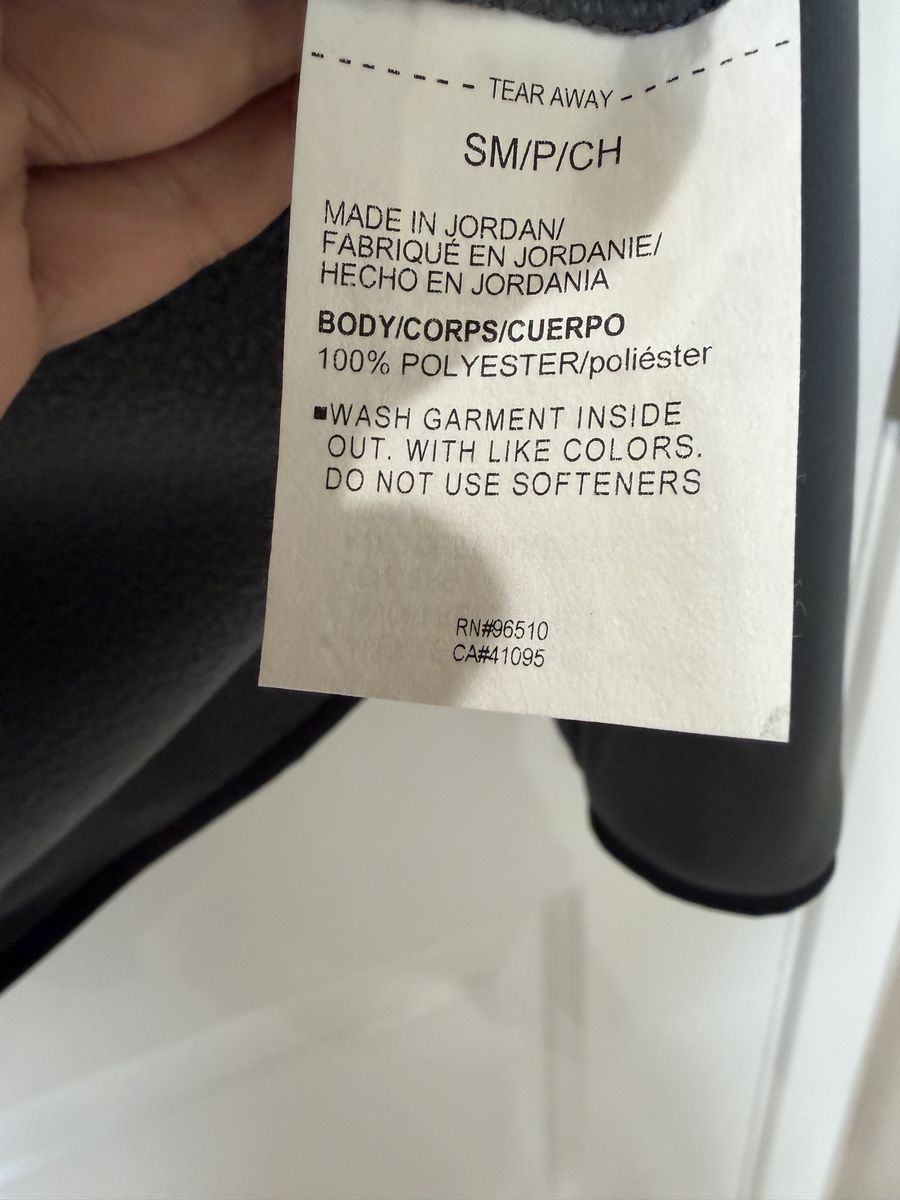 TEAR AWAY
SM/P/CH
MADE IN JORDAN/
FABRIQUÉ EN JORDANIE/
HECHO EN JORDANIA
BODY/CORPS/CUERPO
100% POLYESTER/poliéster
▪WASH GARMENT INSIDE
OUT. WITH LIKE COLORS.
DO NOT USE SOFTENERS
RN#96510
CA#41095